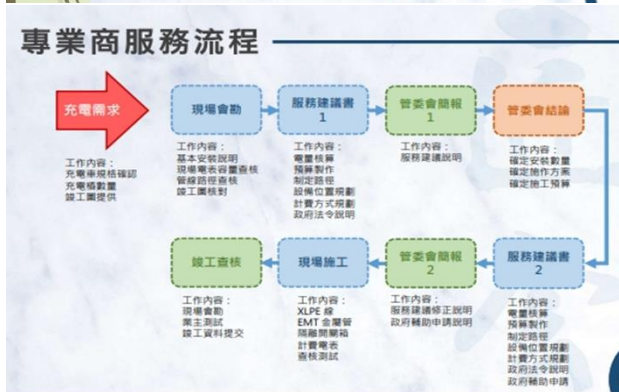 專業商服務流程
充電需求
工作內容：
充電車規格確認
充電樁數量
竣工圖提供
現場會勘
工作內容：
基本安裝說明
現場電表容量查核
管線路徑查核
竣工圖核對
服務建議書
1
工作內容：
電量核算
預算製作
制定路徑
設備位置規劃
計費方式規劃
政府法令說明
管委會簡報
1
工作內容：
服務建議說明
管委會結論
工作內容：
確定安裝數量
確定施作方案
確定施工預算
服務建議書
2
工作內容：
電量核算
預算製作
制定路徑
設備位置規劃
計費方式規劃
政府法令說明
政府輔助申請
管委會簡報
2
工作內容：
服務建議修正說明
政府輔助申請說明
現場施工
工作內容：
XLPE 線
EMT 金屬管
隔離開關箱
計費電表
查核測試
竣工查核
工作內容：
現場會勘
業主測試
竣工資料提交